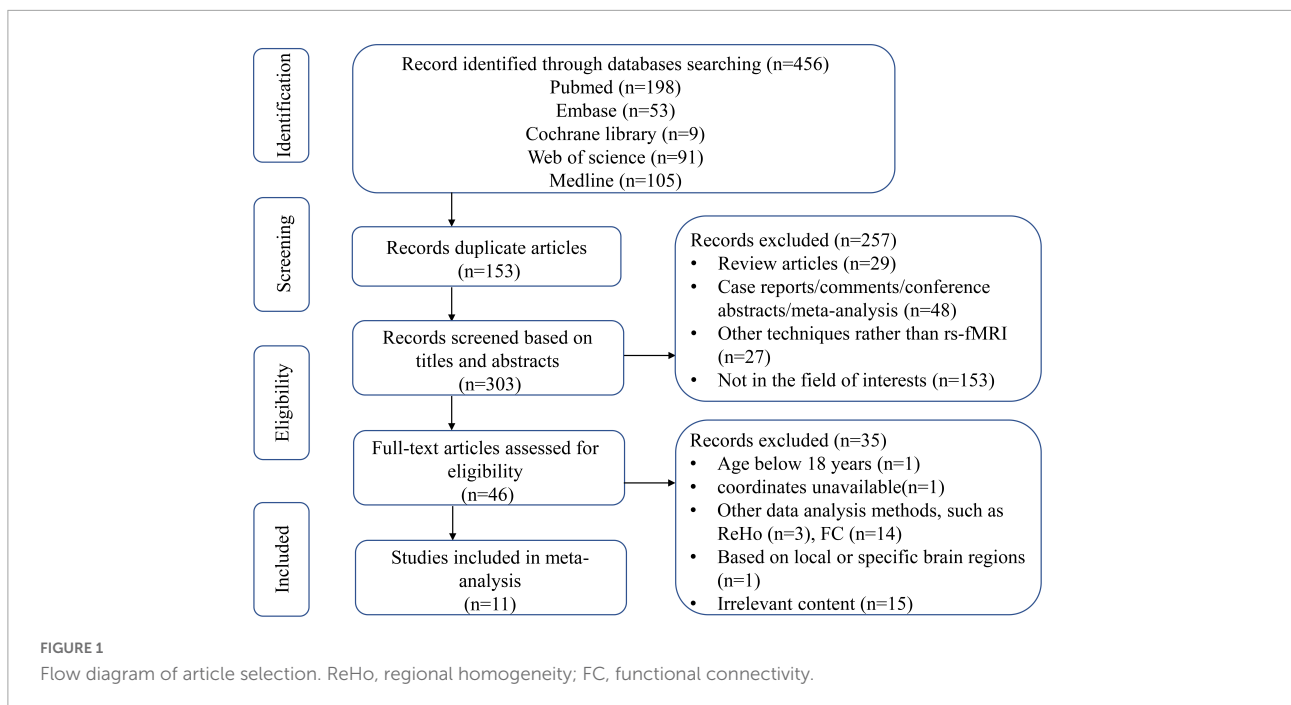 Identification
Record identified through databases searching (n=456)
Pubmed (n=198)
Embase (n=53)
Cochrane library (n=9)
Web of science (n=91)
Medline (n=105)
Screening
Records duplicate articles
(n=153)
Records excluded (n=257)
• Review articles (n=29)
• Case reports/comments/conference
abstracts/meta-analysis (n=48)
• Other techniques rather than rs-fMRI
(n=27)
• Not in the field of interests (n=153)
Records screened based on
titles and abstracts
(n=303)
Eligibility
Full-text articles assessed for
eligibility
(n=46)
Records excluded (n=35)
• Age below 18 years (n=1)
• coordinates unavailable(n=1)
• Other data analysis methods, such as
ReHo (n=3), FC (n=14)
• Based on local or specific brain regions
(n=1)
• Irrelevant content (n=15)
Included
Studies included in meta-
analysis
(n=11)
FIGURE 1
Flow diagram of article selection. ReHo, regional homogeneity; FC, functional connectivity.